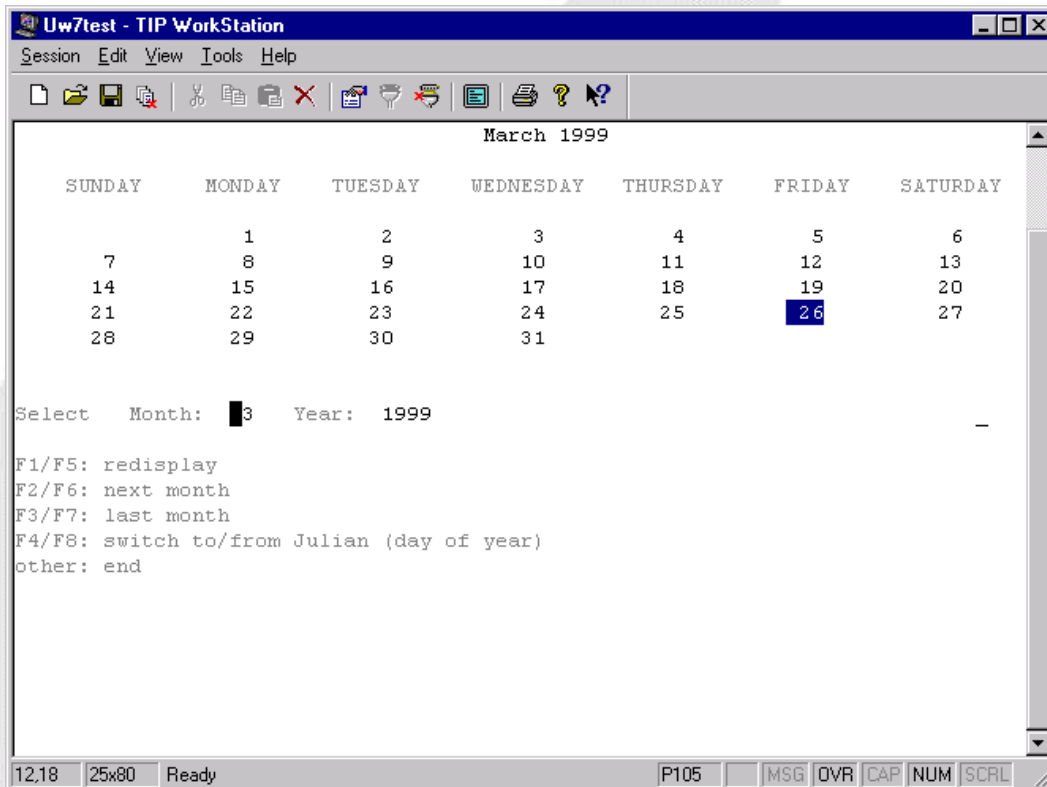 Uw7test - TIP WorkStation
Session Edit View Tools Help
March 1999
SUNDAY MONDAY TUESDAY WEDNESDAY THURSDAY FRIDAY SATURDAY
1 2 3 4 5 6
7 8 9 10 11 12 13
14 15 16 17 18 19 20
21 22 23 24 25 26 27
28 29 30 31
Select Month: 3 Year: 1999 _
F1/F5: redisplay
F2/F6: next month
F3/F7: last month
F4/F8: switch to/from Julian (day of year)
other: end
12,18 25x80 Ready P105 MSG OVR CAP NUM SCRL